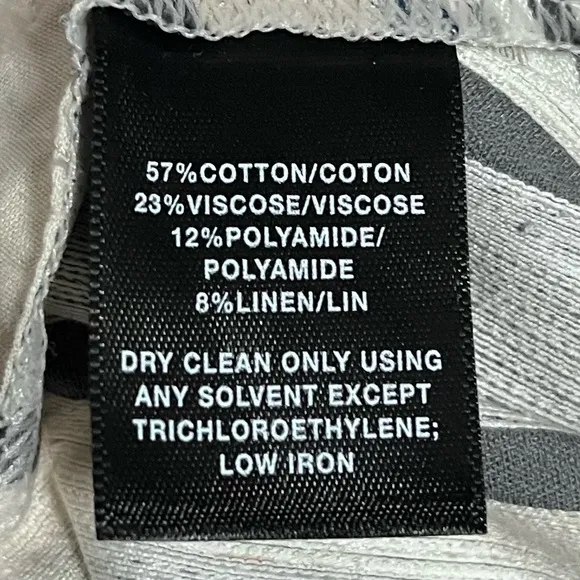 57%COTTON/COTON
23%VISCOSE/VISCOSE
12%POLYAMIDE/
POLYAMIDE
8%LINEN/LIN
DRY CLEAN ONLY USING
ANY SOLVENT EXCEPT
TRICHLOROETHYLENE;
LOW IRON